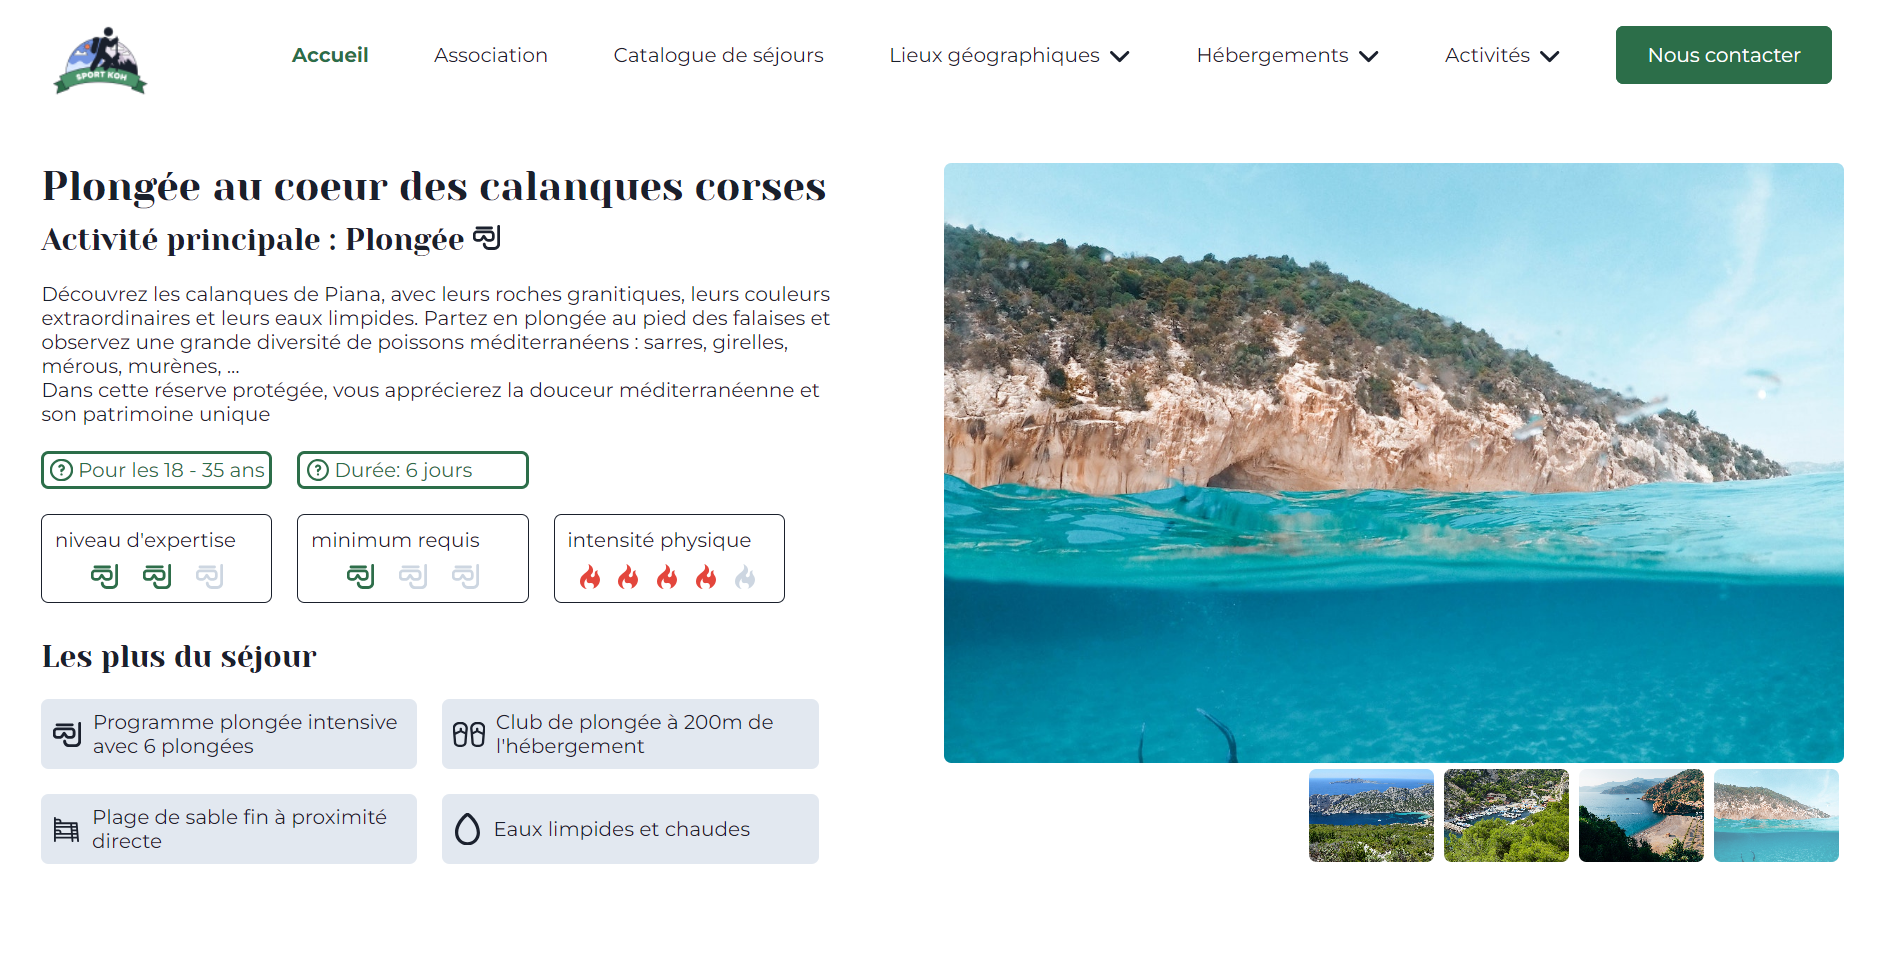 SPORT KOH
Accueil
Association
Catalogue de séjours
Lieux géographiques
Hébergements
Activités
Nous contacter
Plongée au coeur des calanques corses
Activité principale : Plongée
Découvrez les calanques de Piana, avec leurs roches granitiques, leurs couleurs
extraordinaires et leurs eaux limpides. Partez en plongée au pied des falaises et
observez une grande diversité de poissons méditerranéens : sarres, girelles,
mérous, murènes, ...
Dans cette réserve protégée, vous apprécierez la douceur méditerranéenne et
son patrimoine unique
Pour les 18 - 35 ans
Durée: 6 jours
niveau d'expertise
minimum requis
intensité physique
Les plus du séjour
Programme plongée intensive
avec 6 plongées
Club de plongée à 200m de
l'hébergement
Plage de sable fin à proximité
directe
Eaux limpides et chaudes